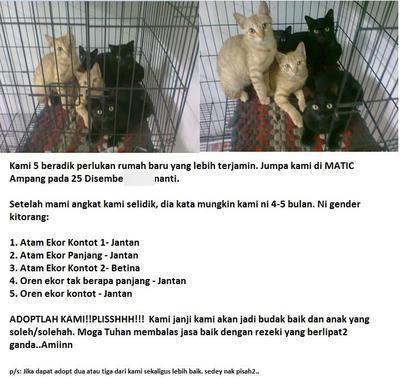 Kami 5 beradik perlukan rumah baru yang lebih terjamin. Jumpa kami di MATIC
Ampang pada 25 Disembe nanti.
Setelah mami angkat kami selidik, dia kata mungkin kami ni 4-5 bulan. Ni gender
kitorang:
1. Atam Ekor Kontot 1- Jantan
2. Atam Ekor Panjang - Jantan
3. Atam Ekor Kontot 2- Betina
4. Oren ekor tak berapa panjang - Jantan
5. Oren ekor kontot - Jantan
ADOPTLAH KAMI!!PLISSHHH!!! Kami janji kami akan jadi budak baik dan anak yang
soleh/solehah. Moga Tuhan membalas jasa baik dengan rezeki yang berlipat2
ganda..Amiinn
p/s: Jika dapat adopt dua atau tiga dari kami sekaligus lebih baik. sedey nak pisah2..